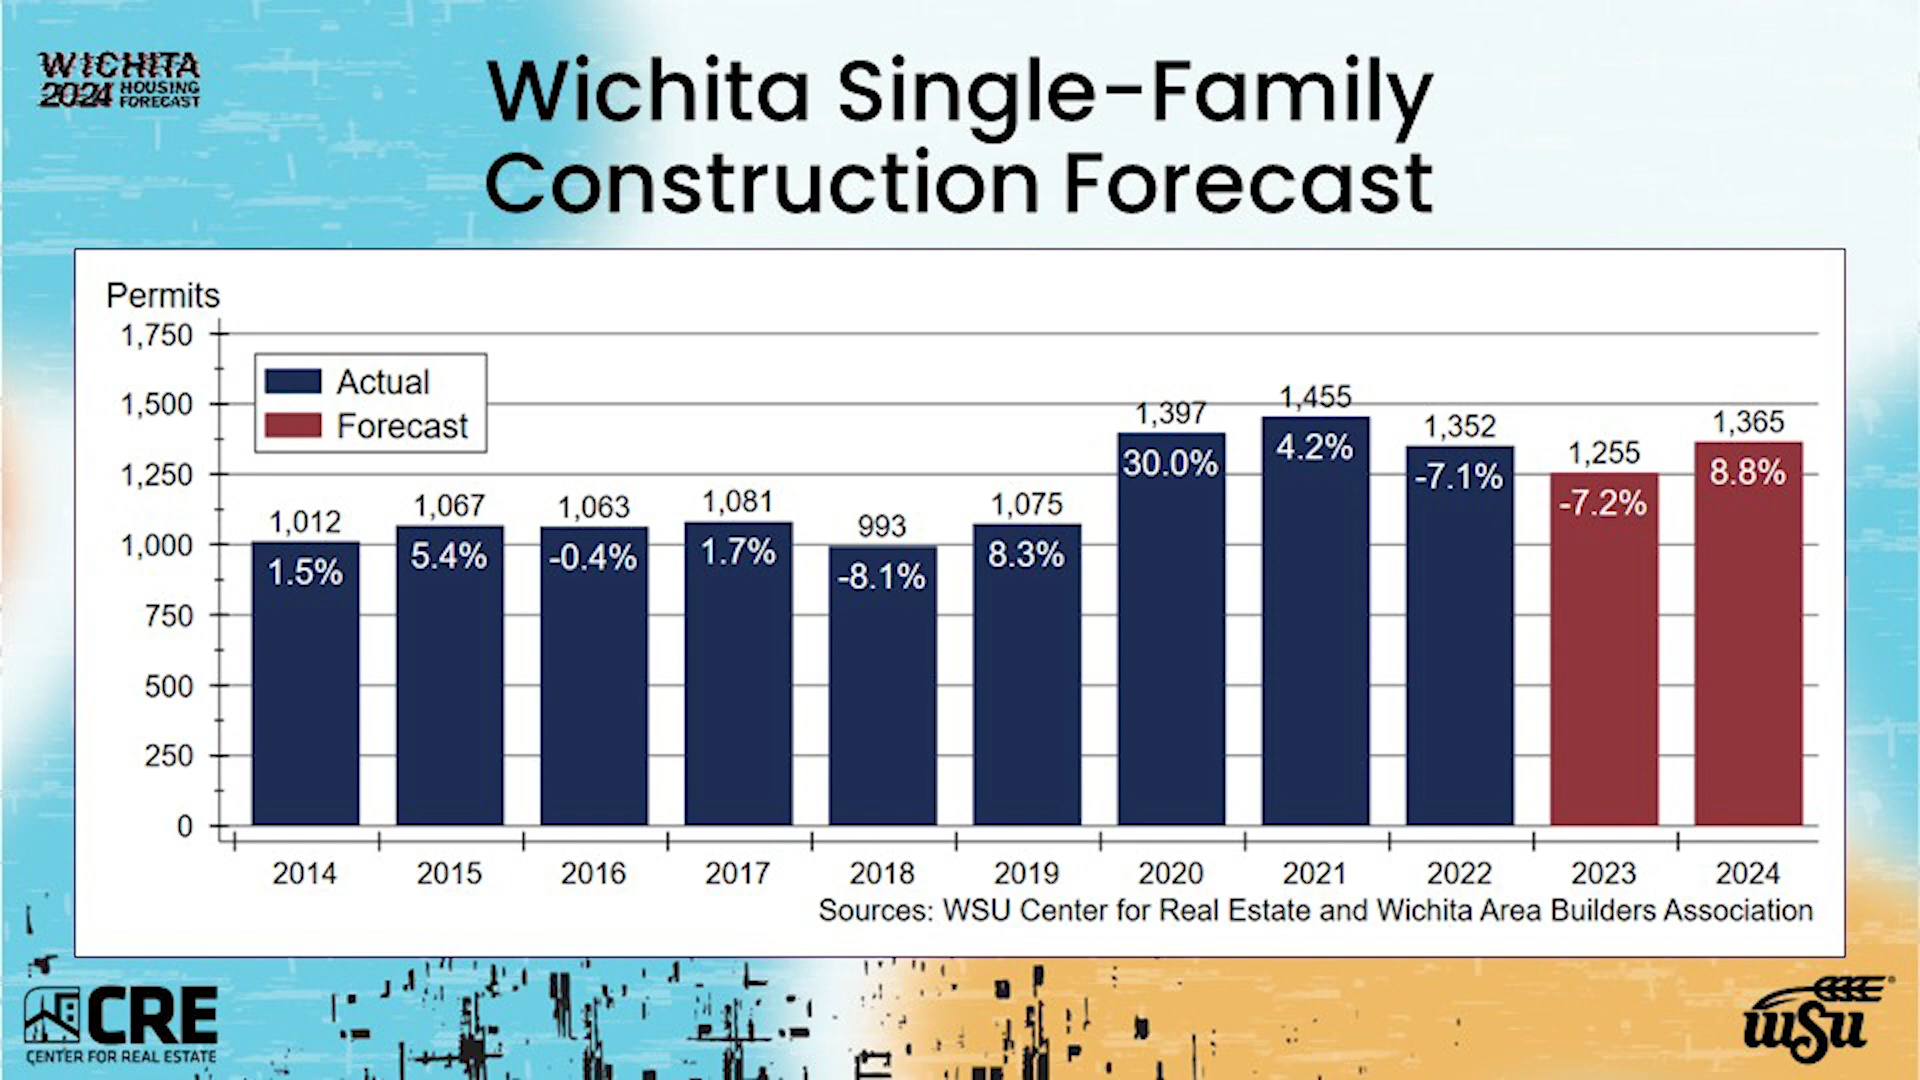 WICHITA
2024 HOUSING
FORECAST
Wichita Single-Family
Construction Forecast
Permits
1,750
1,500
1,250
1,000
750
500
250
0
Actual
Forecast
1,012
1,067
1,063
1,081
993
1,075
1,397
1,455
1,352
1,255
1,365
1.5%
5.4%
-0.4%
1.7%
-8.1%
8.3%
30.0%
4.2%
-7.1%
-7.2%
8.8%
2014 2015 2016 2017 2018 2019 2020 2021 2022 2023 2024
Sources: WSU Center for Real Estate and Wichita Area Builders Association
CRE
CENTER FOR REAL ESTATE
WSU